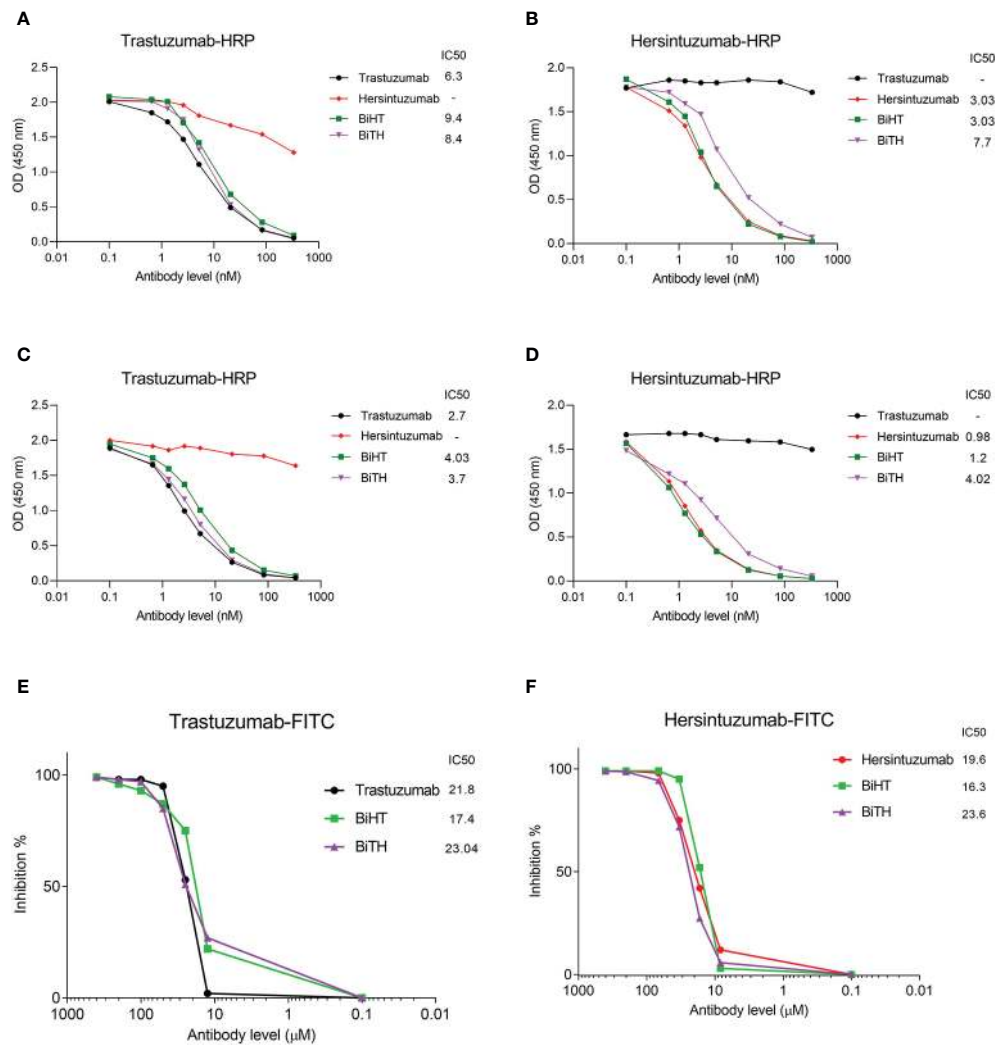 A
Trastuzumab-HRP
IC50
Trastuzumab 6.3
Hersintuzumab -
BiHT 9.4
BiTH 8.4
2.5
2.0
1.5
1.0
0.5
0.0
OD (450 nm)
0.01 0.1 1 10 100 1000
Antibody level (nM)
B
Hersintuzumab-HRP
IC50
Trastuzumab -
Hersintuzumab 3.03
BiHT 3.03
BiTH 7.7
2.0
1.5
1.0
0.5
0.0
OD (450 nm)
0.01 0.1 1 10 100 1000
Antibody level (nM)
C
Trastuzumab-HRP
IC50
Trastuzumab 2.7
Hersintuzumab -
BiHT 4.03
BiTH 3.7
2.5
2.0
1.5
1.0
0.5
0.0
OD (450 nm)
0.01 0.1 1 10 100 1000
Antibody level (nM)
D
Hersintuzumab-HRP
IC50
Trastuzumab -
Hersintuzumab 0.98
BiHT 1.2
BiTH 4.02
2.0
1.5
1.0
0.5
0.0
OD (450 nm)
0.01 0.1 1 10 100 1000
Antibody level (nM)
E
Trastuzumab-FITC
IC50
Trastuzumab 21.8
BiHT 17.4
BiTH 23.04
100
50
0
Inhibition %
1000 100 10 1 0.1 0.01
Antibody level (µM)
F
Hersintuzumab-FITC
IC50
Hersintuzumab 19.6
BiHT 16.3
BiTH 23.6
100
50
0
Inhibition %
1000 100 10 1 0.1 0.01
Antibody level (µM)